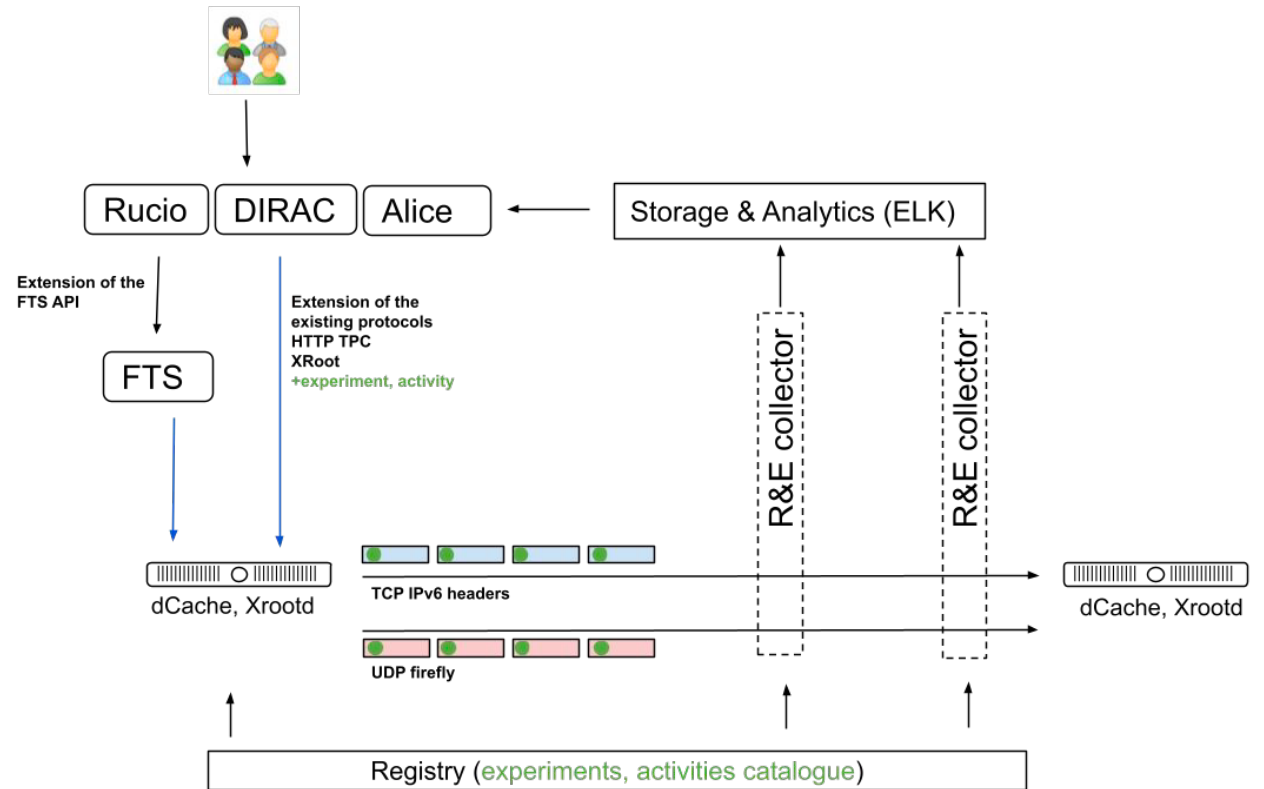 Rucio
DIRAC
Alice
Storage & Analytics (ELK)
Extension of the
FTS API
Extension of the
existing protocols
HTTP TPC
XRoot
+experiment, activity
FTS
R&E collector
R&E collector
dCache, Xrootd
TCP IPv6 headers
dCache, Xrootd
UDP firefly
Registry (experiments, activities catalogue)